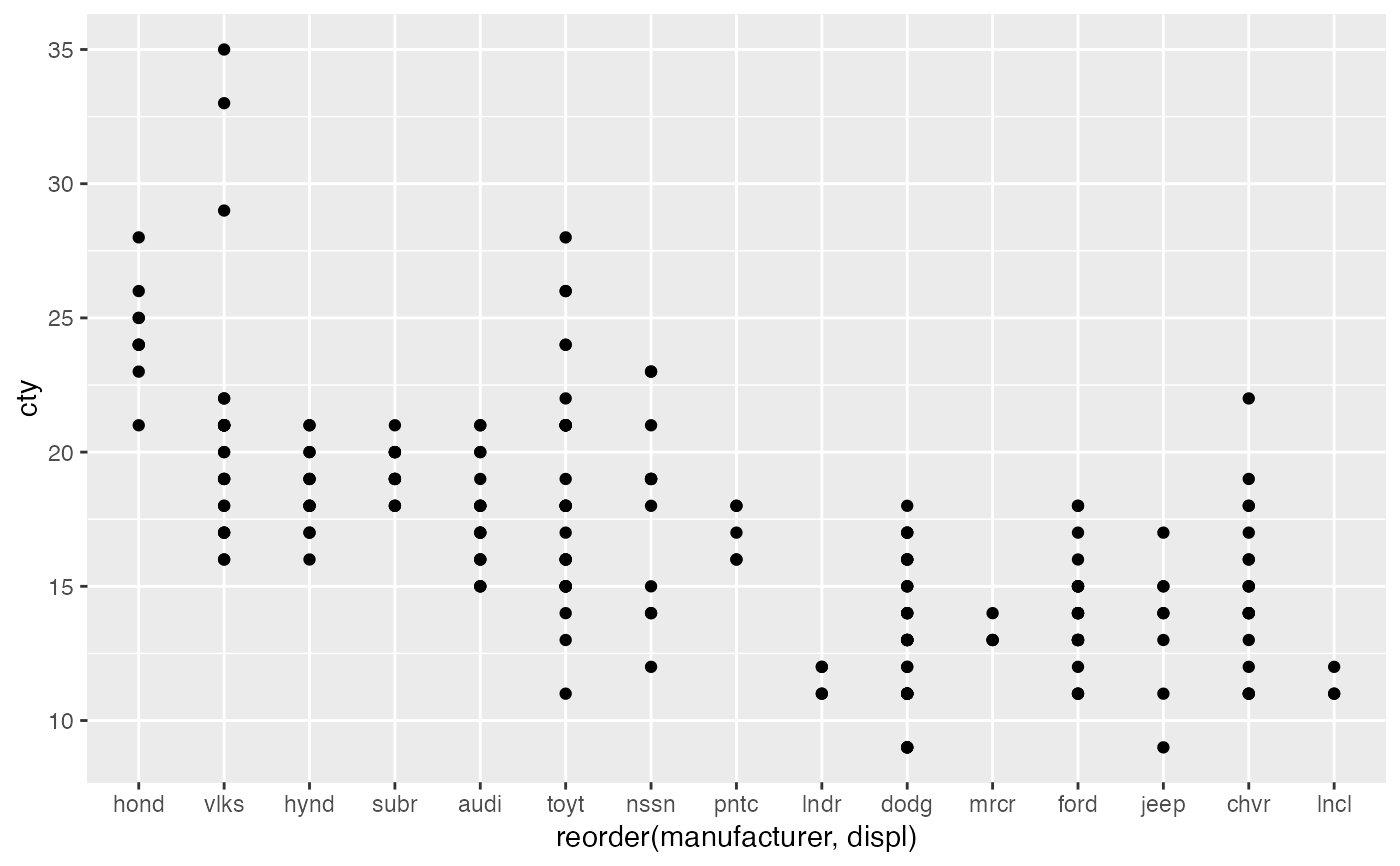 35
30
25
20
15
10
cty
hond vlks hynd subr audi toyt nssn pntc lndr dodg mrcr ford jeep chvr lncl
reorder(manufacturer, displ)